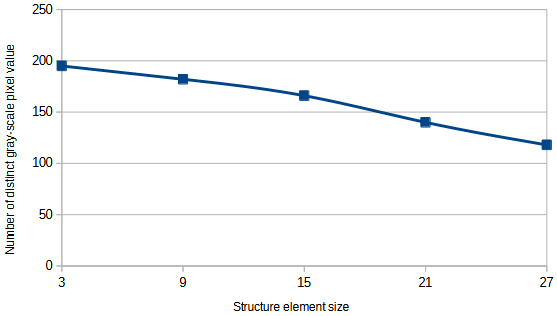 250
200
150
100
50
0
Number of distinct gray-scale pixel value
3 9 15 21 27
Structure element size